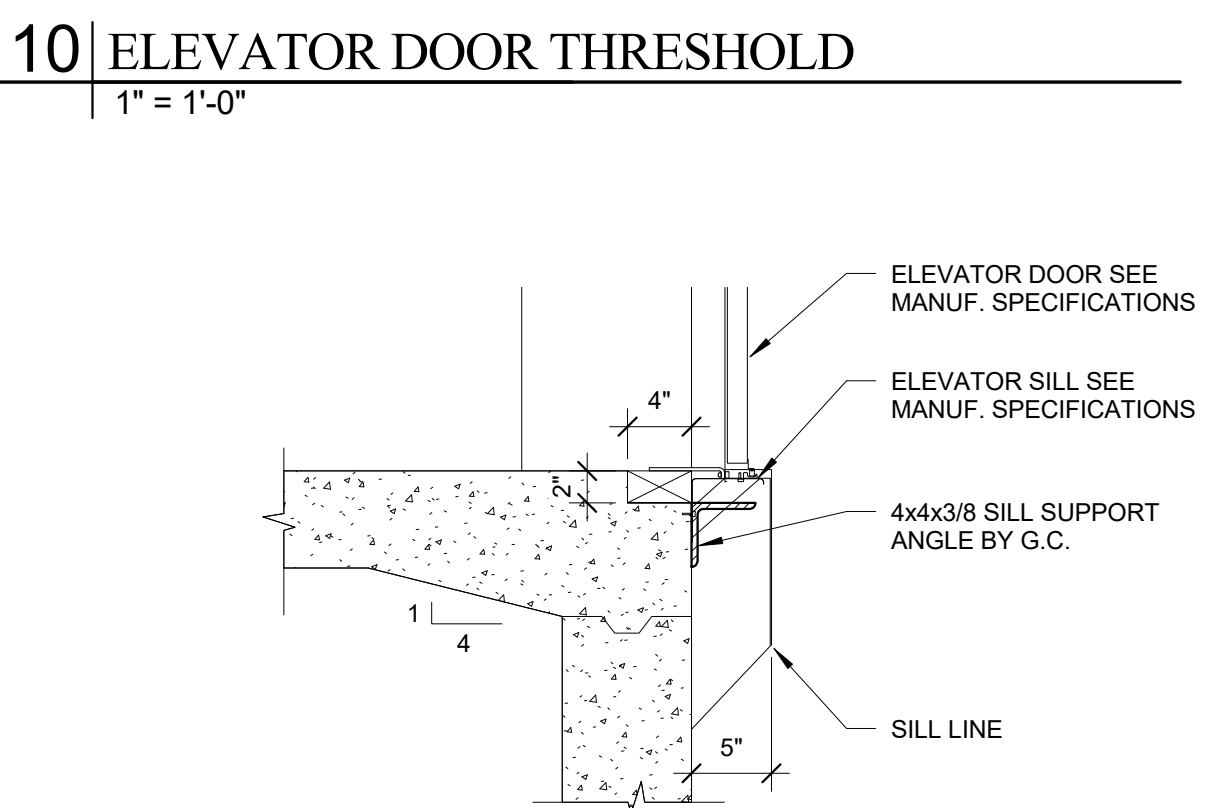 10 ELEVATOR DOOR THRESHOLD
1" = 1'-0"
ELEVATOR DOOR SEE
MANUF. SPECIFICATIONS
ELEVATOR SILL SEE
MANUF. SPECIFICATIONS
4"
2"
4x4x3/8 SILL SUPPORT
ANGLE BY G.C.
1
4
SILL LINE
5"